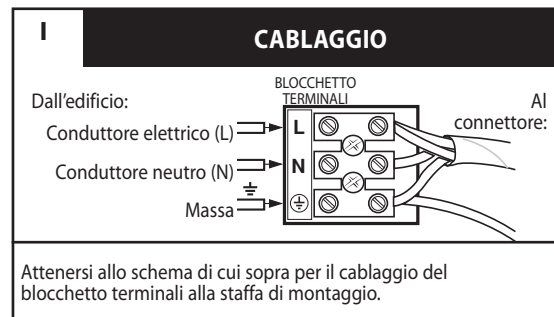 I
CABLAGGIO
BLOCCHETTO
TERMINALI
Dall'edificio:
Al
connettore:
Conduttore elettrico (L)
L
Conduttore neutro (N)
N
Massa
Attenersi allo schema di cui sopra per il cablaggio del
blocchetto terminali alla staffa di montaggio.